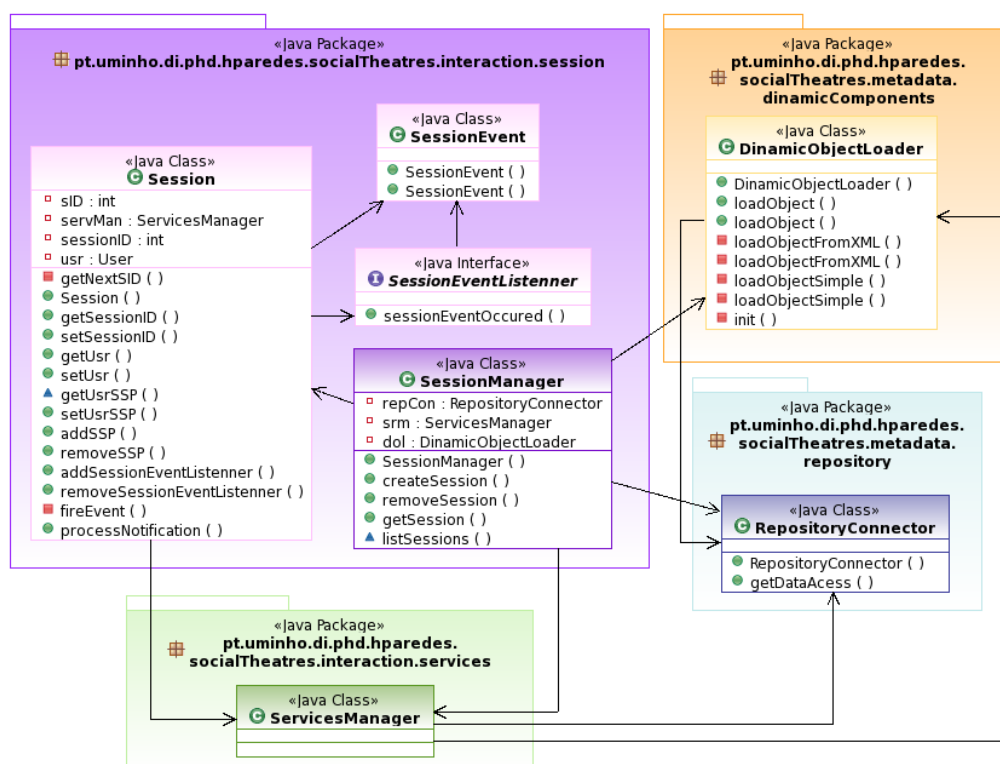 «Java Package»
pt.uminho.di.phd.hparedes.socialTheatres.interaction.session
«Java Class»
SessionEvent
SessionEvent ( )
SessionEvent ( )
«Java Class»
Session
sID : int
servMan : ServicesManager
sessionID : int
usr : User
getNextSID ( )
Session ( )
getSessionID ( )
setSessionID ( )
getUsr ( )
setUsr ( )
getUsrSSP ( )
setUsrSSP ( )
addSSP ( )
removeSSP ( )
addSessionEventListenner ( )
removeSessionEventListenner ( )
fireEvent ( )
processNotification ( )
«Java Interface»
SessionEventListenner
sessionEventOccured ( )
«Java Class»
SessionManager
repCon : RepositoryConnector
srm : ServicesManager
dol : DinamicObjectLoader
SessionManager ( )
createSession ( )
removeSession ( )
getSession ( )
listSessions ( )
«Java Package»
pt.uminho.di.phd.hparedes.
socialTheatres.metadata.
dinamicComponents
«Java Class»
DinamicObjectLoader
DinamicObjectLoader ( )
loadObject ( )
loadObject ( )
loadObjectFromXML ( )
loadObjectFromXML ( )
loadObjectSimple ( )
loadObjectSimple ( )
init ( )
«Java Package»
pt.uminho.di.phd.hparedes.
socialTheatres.metadata.
repository
«Java Class»
RepositoryConnector
RepositoryConnector ( )
getDataAcess ( )
«Java Package»
pt.uminho.di.phd.hparedes.
socialTheatres.interaction.services
«Java Class»
ServicesManager